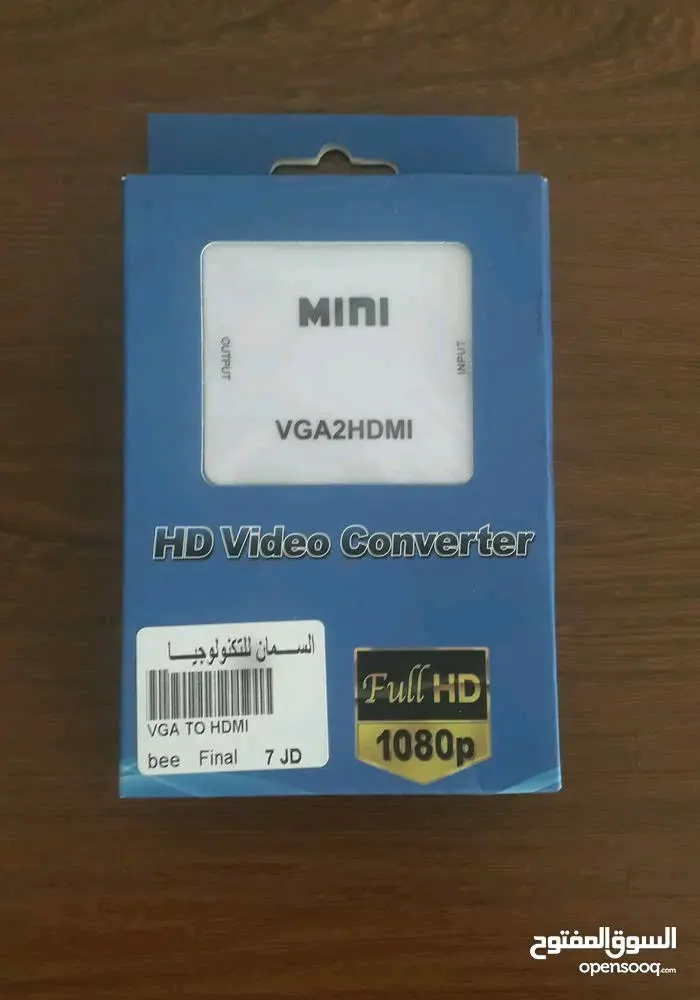 MINI
OUTPUT
INPUT
VGA2HDMI
HD Video Converter
السمان للتكنولوجيا
VGA TO HDMI
bee Final 7 JD
Full HD
1080p
السوق المفتوح
opensooq.com